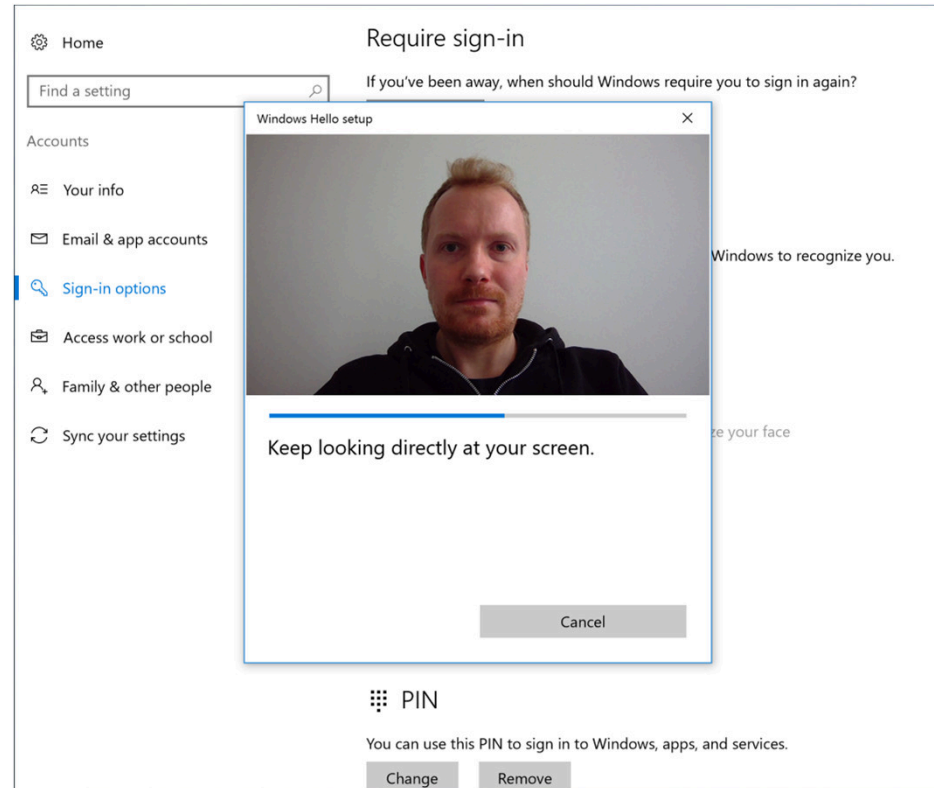 Home
Find a setting
Accounts
Your info
Email & app accounts
Sign-in options
Access work or school
Family & other people
Sync your settings
Require sign-in
If you've been away, when should Windows require you to sign in again?
Windows Hello setup
Windows to recognize you.
your face
Keep looking directly at your screen.
Cancel
PIN
You can use this PIN to sign in to Windows, apps, and services.
Change
Remove